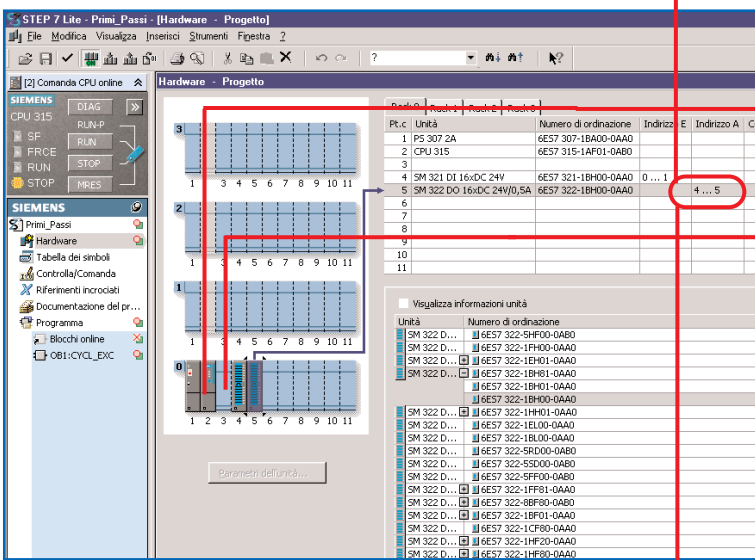 STEP 7 Lite - Primi_Passi - [Hardware - Progetto]
File Modifica Visualizza Inserisci Strumenti Finestra ?
?
[2] Comanda CPU online
SIEMENS
CPU 315
SF
FRCE
RUN
STOP
DIAG
RUN-P
RUN
STOP
MRES
SIEMENS
Primi_Passi
Hardware
Tabella dei simboli
Controlla/Comanda
Riferimenti incrociati
Documentazione del pr...
Programma
Blocchi online
OB1:CYCL_EXC
Hardware - Progetto
3
1 3 4 5 6 7 8 9 10 11
2
1 3 4 5 6 7 8 9 10 11
1
1 3 4 5 6 7 8 9 10 11
0
1 2 3 4 5 6 7 8 9 10 11
Parametri dell'unità...
Rack 0 Rack 1 Rack 2 Rack 3
Pt.c Unità Numero di ordinazione Indirizz E Indirizzo A
1 PS 307 2A 6ES7 307-1BA00-0AA0
2 CPU 315 6ES7 315-1AF01-0AB0
3
4 SM 321 DI 16xDC 24V 6ES7 321-1BH00-0AA0 0 ... 1
5 SM 322 DO 16xDC 24V/0,5A 6ES7 322-1BH00-0AA0 4 ... 5
6
7
8
9
10
11
Visualizza informazioni unità
Unità Numero di ordinazione
SM 322 D... 6ES7 322-5HF00-0AB0
SM 322 D... 6ES7 322-1FH00-0AA0
SM 322 D... 6ES7 322-1EH01-0AA0
SM 322 D... 6ES7 322-1BH81-0AA0
6ES7 322-1BH01-0AA0
6ES7 322-1BH00-0AA0
SM 322 D... 6ES7 322-1HH01-0AA0
SM 322 D... 6ES7 322-1EL00-0AA0
SM 322 D... 6ES7 322-1BL00-0AA0
SM 322 D... 6ES7 322-5RD00-0AB0
SM 322 D... 6ES7 322-5SD00-0AB0
SM 322 D... 6ES7 322-5FF00-0AB0
SM 322 D... 6ES7 322-1FF81-0AA0
SM 322 D... 6ES7 322-8BF80-0AB0
SM 322 D... 6ES7 322-1BF01-0AA0
SM 322 D... 6ES7 322-1CF80-0AA0
SM 322 D... 6ES7 322-1HF20-0AA0
SM 322 D... 6ES7 322-1HF80-0AA0